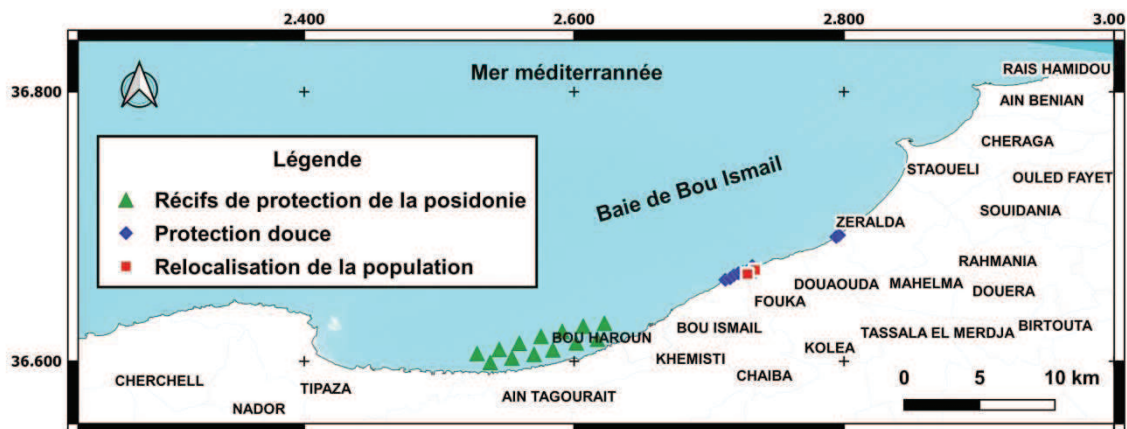 2.400 2.600 2.800 3.00
36.800
36.600
Mer méditerrannée
Baie de Bou Ismail
Légende
Récifs de protection de la posidonie
Protection douce
Relocalisation de la population
RAIS HAMIDOU
AIN BENIAN
CHERAGA
STAOUELI
OULED FAYET
SOUIDANIA
ZERALDA
RAHMANIA
DOUAOUDA
MAHELMA
DOUERA
FOUKA
BOU ISMAIL
BOU HAROUN
TASSALA EL MERDJA
BIRTOUTA
KHEMISTI
KOLEA
CHAIBA
CHERCHELL
TIPAZA
AIN TAGOURAIT
NADOR
0 5 10 km